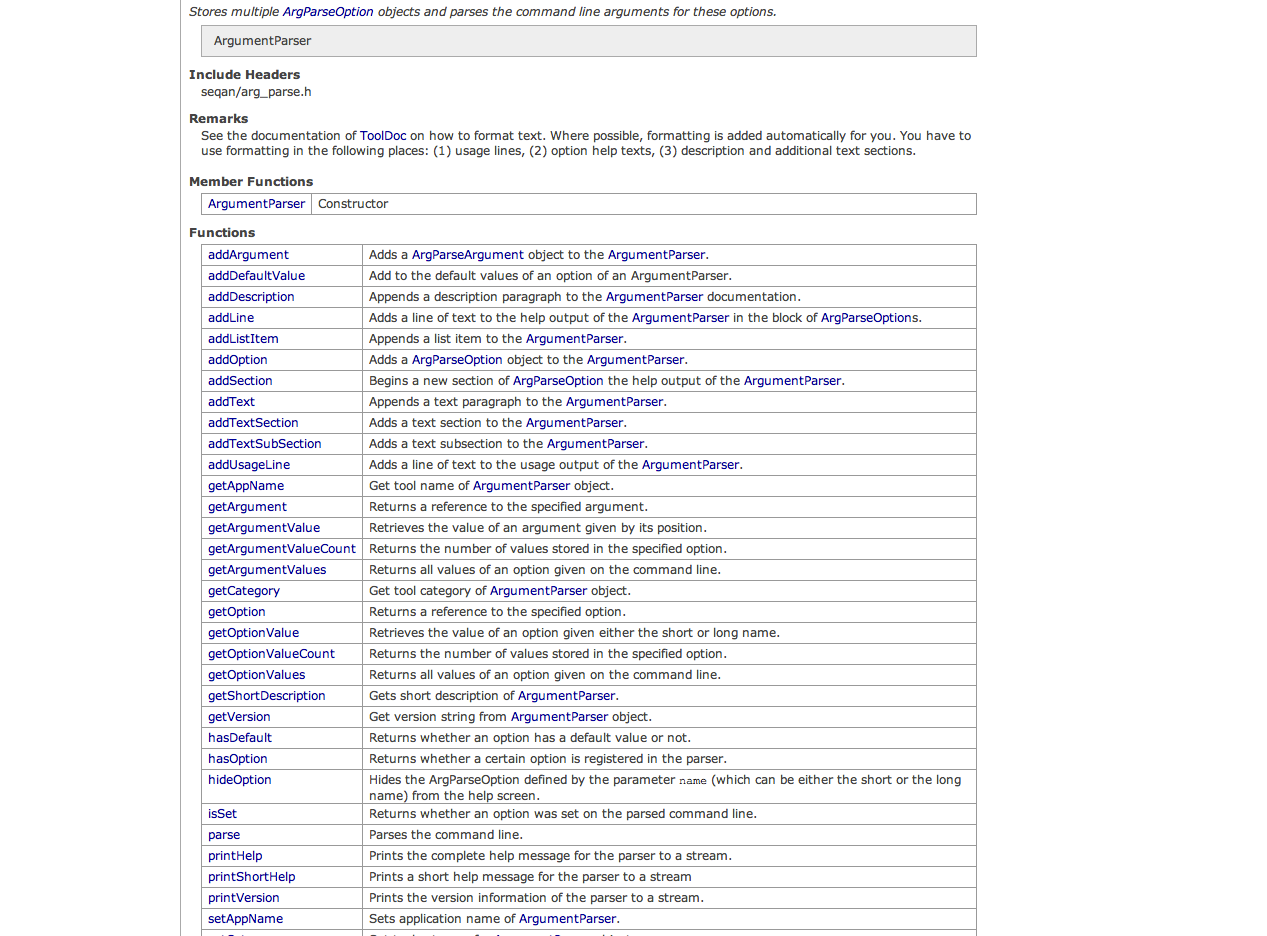 Stores multiple ArgParseOption objects and parses the command line arguments for these options.
ArgumentParser
Include Headers
seqan/arg_parse.h
Remarks
See the documentation of ToolDoc on how to format text. Where possible, formatting is added automatically for you. You have to
use formatting in the following places: (1) usage lines, (2) option help texts, (3) description and additional text sections.
Member Functions
ArgumentParser Constructor
Functions
addArgument Adds a ArgParseArgument object to the ArgumentParser.
addDefaultValue Add to the default values of an option of an ArgumentParser.
addDescription Appends a description paragraph to the ArgumentParser documentation.
addLine Adds a line of text to the help output of the ArgumentParser in the block of ArgParseOptions.
addListItem Appends a list item to the ArgumentParser.
addOption Adds a ArgParseOption object to the ArgumentParser.
addSection Begins a new section of ArgParseOption the help output of the ArgumentParser.
addText Appends a text paragraph to the ArgumentParser.
addTextSection Adds a text section to the ArgumentParser.
addTextSubSection Adds a text subsection to the ArgumentParser.
addUsageLine Adds a line of text to the usage output of the ArgumentParser.
getAppName Get tool name of ArgumentParser object.
getArgument Returns a reference to the specified argument.
getArgumentValue Retrieves the value of an argument given by its position.
getArgumentValueCount Returns the number of values stored in the specified option.
getArgumentValues Returns all values of an option given on the command line.
getCategory Get tool category of ArgumentParser object.
getOption Returns a reference to the specified option.
getOptionValue Retrieves the value of an option given either the short or long name.
getOptionValueCount Returns the number of values stored in the specified option.
getOptionValues Returns all values of an option given on the command line.
getShortDescription Gets short description of ArgumentParser.
getVersion Get version string from ArgumentParser object.
hasDefault Returns whether an option has a default value or not.
hasOption Returns whether a certain option is registered in the parser.
hideOption Hides the ArgParseOption defined by the parameter name (which can be either the short or the long
name) from the help screen.
isSet Returns whether an option was set on the parsed command line.
parse Parses the command line.
printHelp Prints the complete help message for the parser to a stream.
printShortHelp Prints a short help message for the parser to a stream
printVersion Prints the version information of the parser to a stream.
setAppName Sets application name of ArgumentParser.